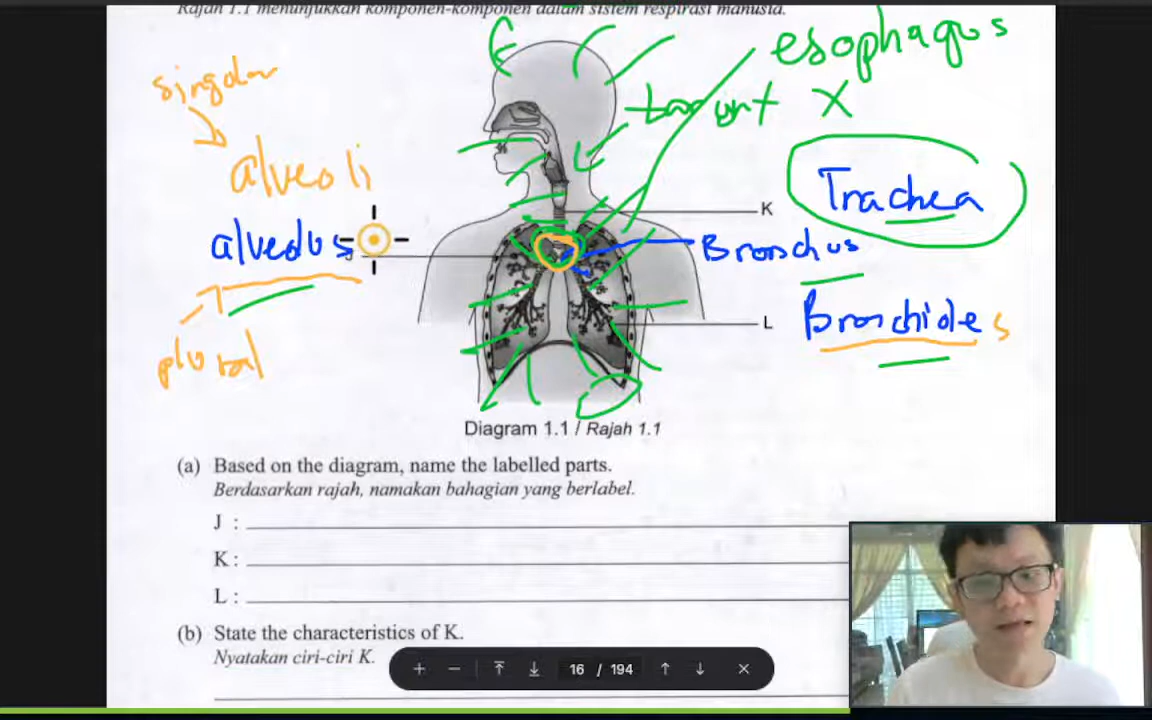 Rajah 1.1 menunjukkan komponen-komponen dalam sistem respirasi manusia.
esophagus
singular
X
alveoli
Trachea
K
alveolus
Bronchus
L
Bronchioles
plural
Diagram 1.1 / Rajah 1.1
(a) Based on the diagram, name the labelled parts.
Berdasarkan rajah, namakan bahagian yang berlabel.
J :
K :
L :
(b) State the characteristics of K.
Nyatakan ciri-ciri K.
16 / 194